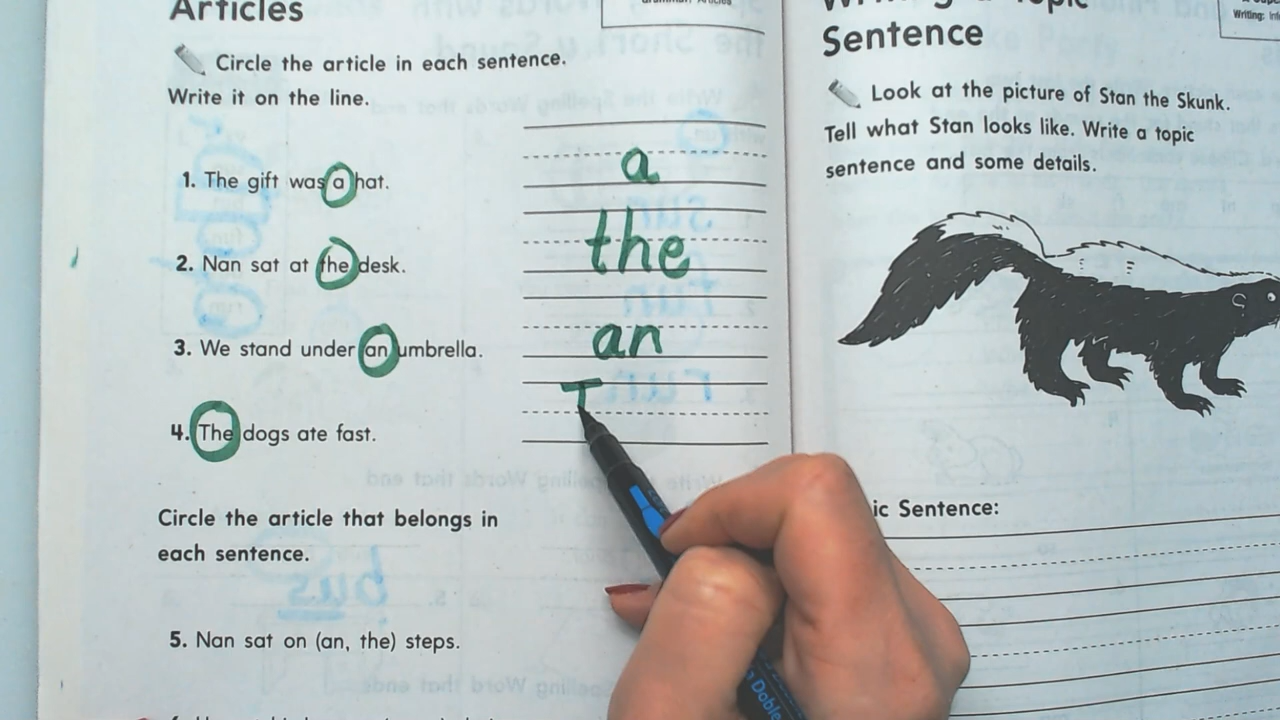 Articles
Circle the article in each sentence.
Write it on the line.
1. The gift was a hat.
a
2. Nan sat at the desk.
the
3. We stand under an umbrella.
an
4. The dogs ate fast.
T
Circle the article that belongs in
each sentence.
5. Nan sat on (an, the) steps.
Topic
Sentence
Writing:
Look at the picture of Stan the Skunk.
Tell what Stan looks like. Write a topic
sentence and some details.
ic Sentence: